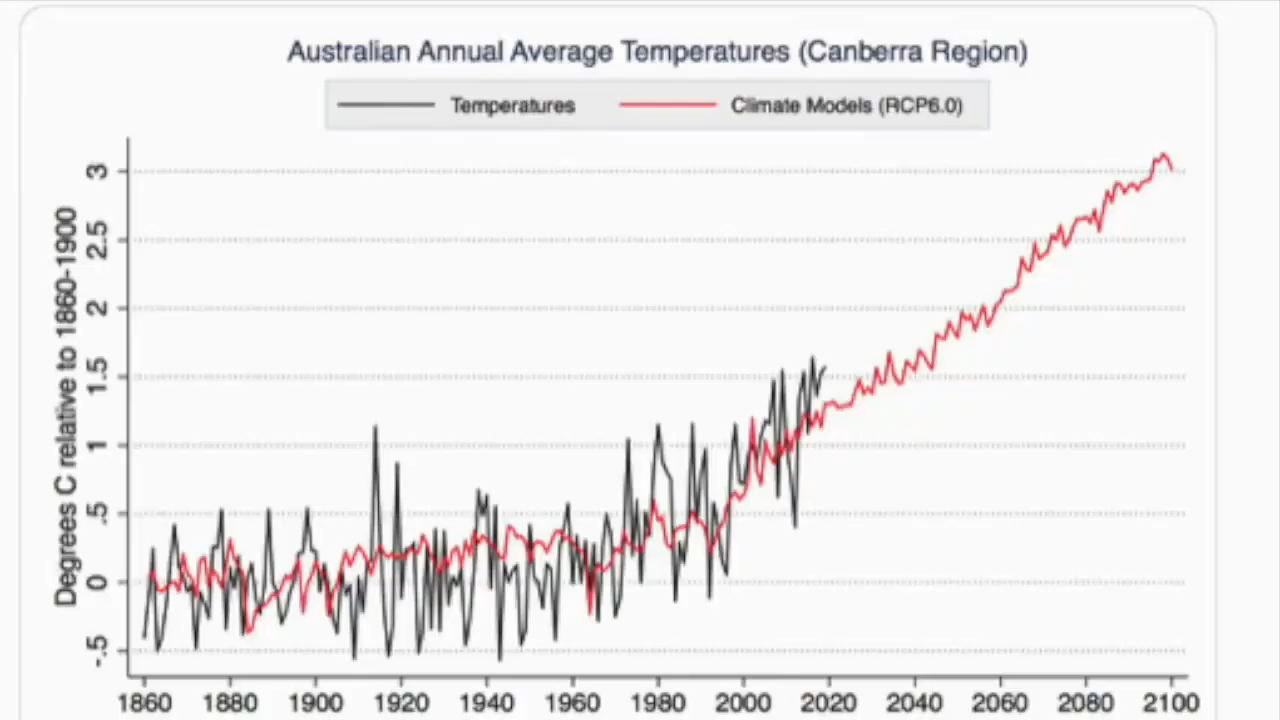 Australian Annual Average Temperatures (Canberra Region)
Temperatures
Climate Models (RCP6.0)
Degrees C relative to 1860-1900
3
2.5
2
1.5
1
.5
0
-.5
1860 1880 1900 1920 1940 1960 1980 2000 2020 2040 2060 2080 2100